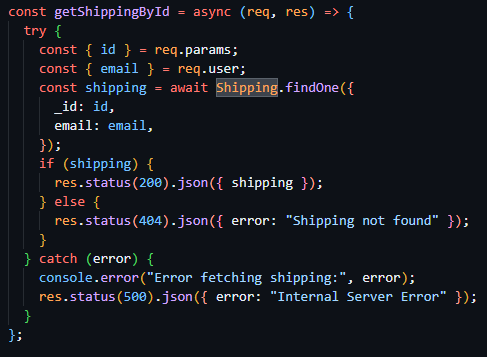 const getShippingById = async (req, res) => {
  try {
    const { id } = req.params;
    const { email } = req.user;
    const shipping = await Shipping.findOne({
      _id: id,
      email: email,
    });
    if (shipping) {
      res.status(200).json({ shipping });
    } else {
      res.status(404).json({ error: "Shipping not found" });
    }
  } catch (error) {
    console.error("Error fetching shipping:", error);
    res.status(500).json({ error: "Internal Server Error" });
  }
};